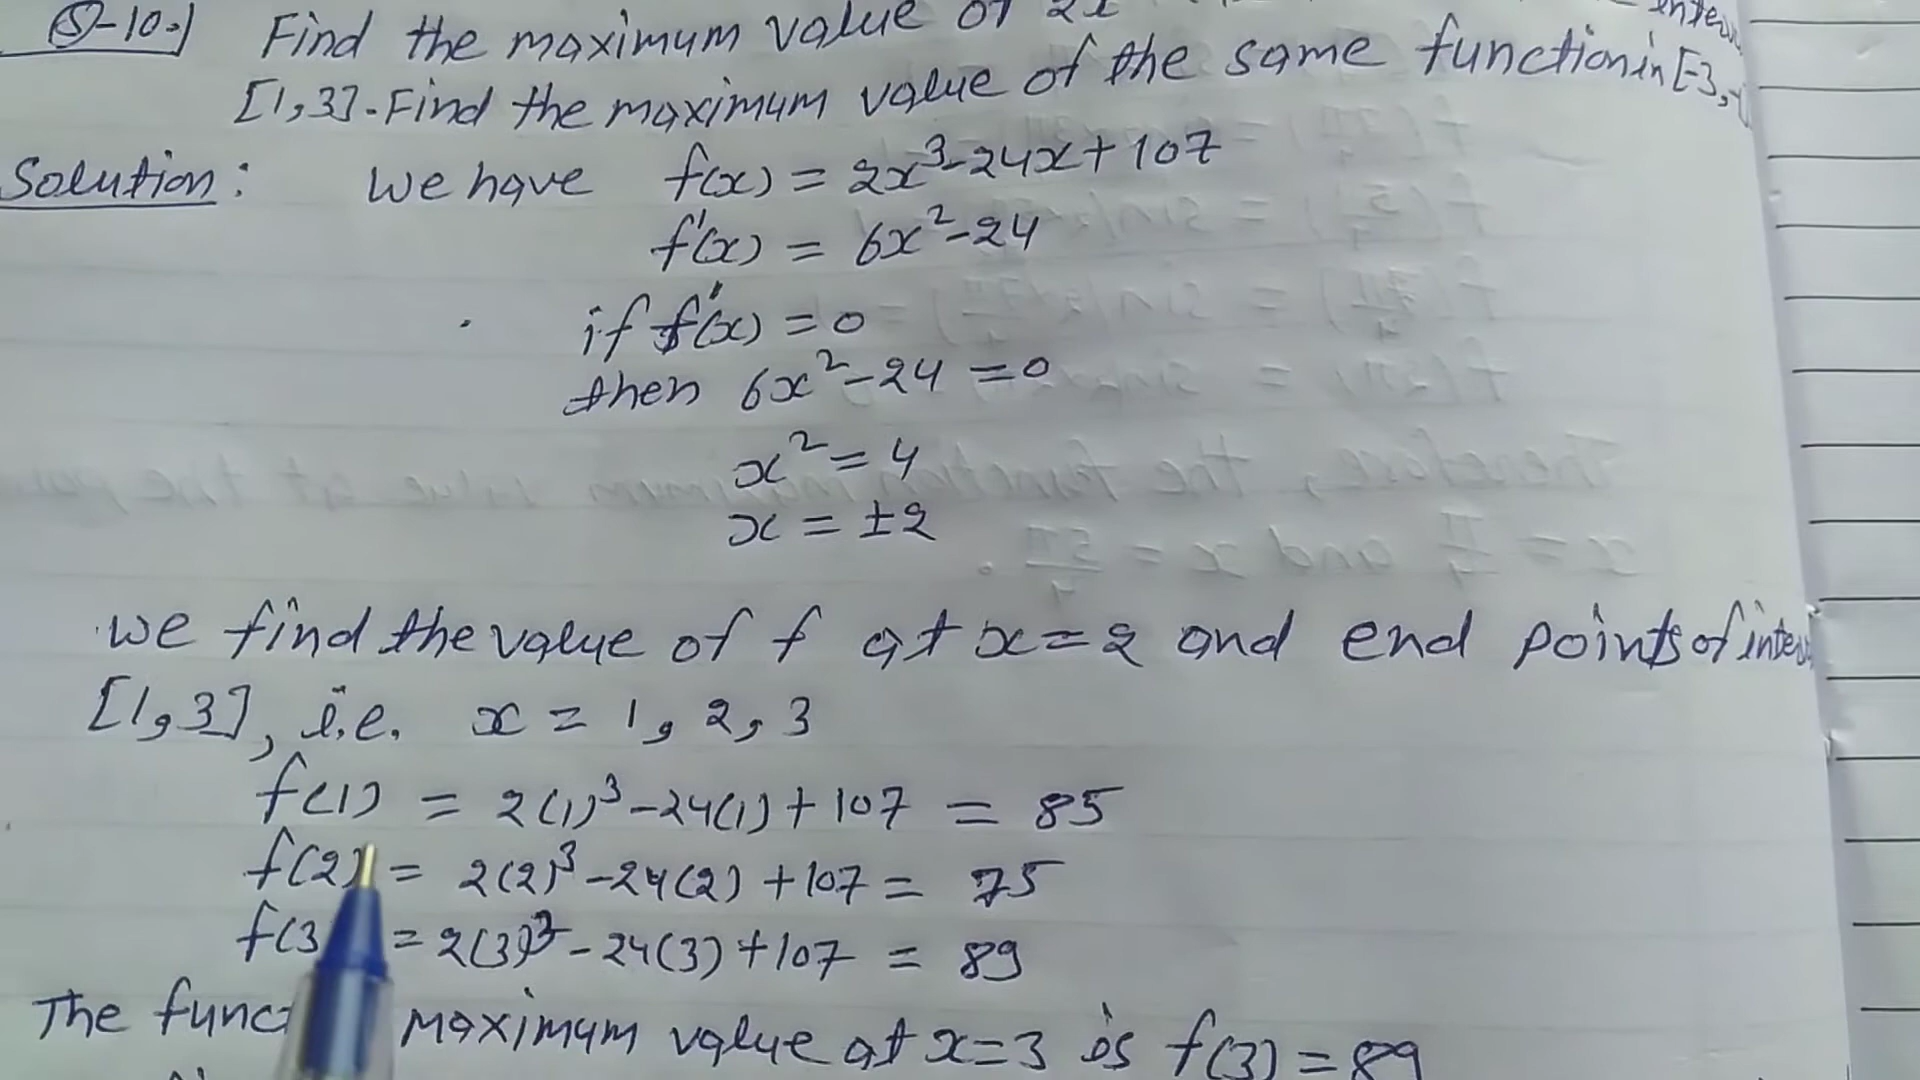 ⑤-10.) Find the maximum value of 2x
[1,3]. Find the maximum value of the same function in [-3,
Solution: we have f(x) = 2x³-24x+107
f'(x) = 6x²-24
if f'(x) = 0
then 6x²-24 = 0
x² = 4
x = ±2
we find the value of f at x=2 and end points of
[1,3], i.e. x = 1, 2, 3
f(1) = 2(1)³-24(1)+107 = 85
f(2) = 2(2)³-24(2)+107 = 75
f(3 = 2(3)³-24(3)+107 = 89
The maximum value at x=3 is f(3) = 89